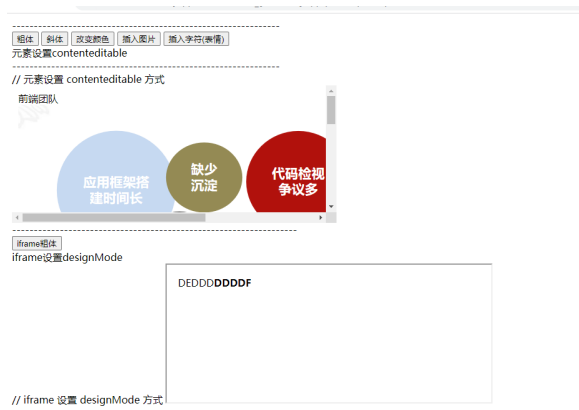 ------------------------------------------------------
粗体 斜体 改变颜色 插入图片 插入字符(表情)
元素设置contenteditable
------------------------------------------------------
// 元素设置 contenteditable 方式
前端团队
应用框架搭
建时间长
缺少
沉淀
代码检视
争议多
---------------------------------------------------------
iframe粗体
iframe设置designMode
DEDDDDDDDF
// iframe 设置 designMode 方式